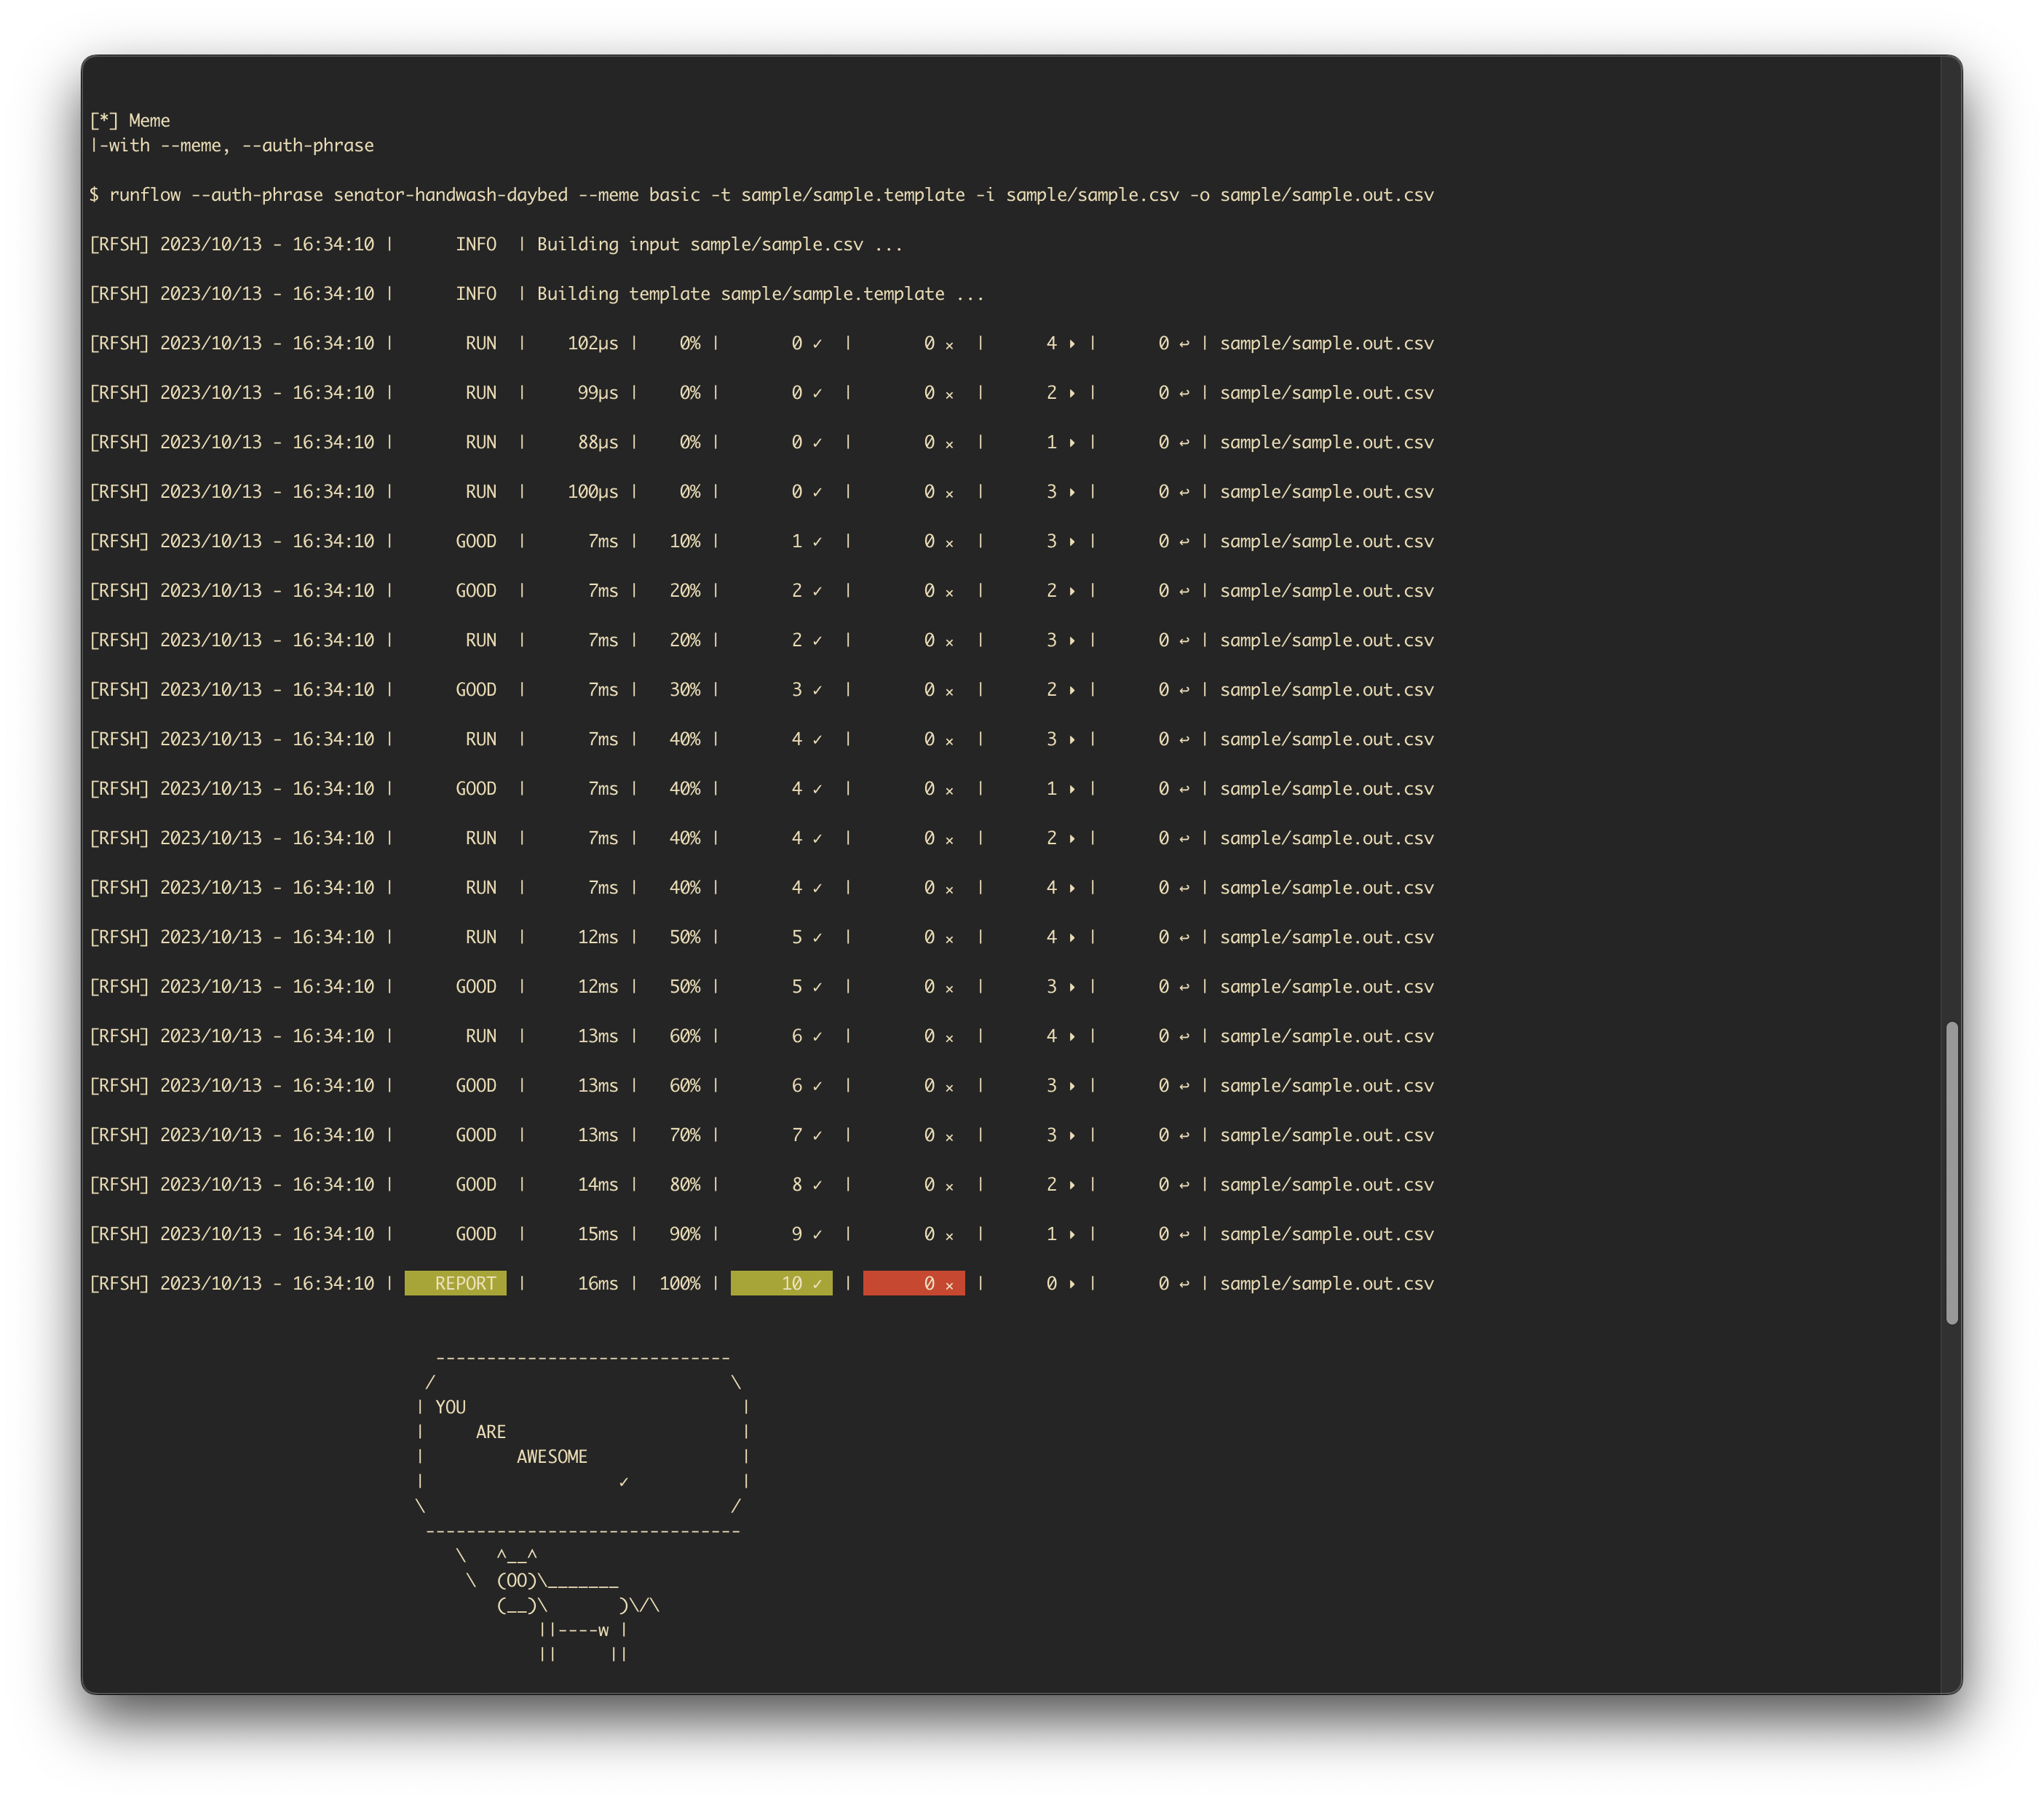 [*] Meme
|-with --meme, --auth-phrase
$ runflow --auth-phrase senator-handwash-daybed --meme basic -t sample/sample.template -i sample/sample.csv -o sample/sample.out.csv
[RFSH] 2023/10/13 - 16:34:10 |      INFO  | Building input sample/sample.csv ...
[RFSH] 2023/10/13 - 16:34:10 |      INFO  | Building template sample/sample.template ...
[RFSH] 2023/10/13 - 16:34:10 |       RUN  |    102µs |    0% |       0 ✓  |       0 ×  |      4 ‣ |      0 ↩ | sample/sample.out.csv
[RFSH] 2023/10/13 - 16:34:10 |       RUN  |     99µs |    0% |       0 ✓  |       0 ×  |      2 ‣ |      0 ↩ | sample/sample.out.csv
[RFSH] 2023/10/13 - 16:34:10 |       RUN  |     88µs |    0% |       0 ✓  |       0 ×  |      1 ‣ |      0 ↩ | sample/sample.out.csv
[RFSH] 2023/10/13 - 16:34:10 |       RUN  |    100µs |    0% |       0 ✓  |       0 ×  |      3 ‣ |      0 ↩ | sample/sample.out.csv
[RFSH] 2023/10/13 - 16:34:10 |      GOOD  |      7ms |   10% |       1 ✓  |       0 ×  |      3 ‣ |      0 ↩ | sample/sample.out.csv
[RFSH] 2023/10/13 - 16:34:10 |      GOOD  |      7ms |   20% |       2 ✓  |       0 ×  |      2 ‣ |      0 ↩ | sample/sample.out.csv
[RFSH] 2023/10/13 - 16:34:10 |       RUN  |      7ms |   20% |       2 ✓  |       0 ×  |      3 ‣ |      0 ↩ | sample/sample.out.csv
[RFSH] 2023/10/13 - 16:34:10 |      GOOD  |      7ms |   30% |       3 ✓  |       0 ×  |      2 ‣ |      0 ↩ | sample/sample.out.csv
[RFSH] 2023/10/13 - 16:34:10 |       RUN  |      7ms |   40% |       4 ✓  |       0 ×  |      3 ‣ |      0 ↩ | sample/sample.out.csv
[RFSH] 2023/10/13 - 16:34:10 |      GOOD  |      7ms |   40% |       4 ✓  |       0 ×  |      1 ‣ |      0 ↩ | sample/sample.out.csv
[RFSH] 2023/10/13 - 16:34:10 |       RUN  |      7ms |   40% |       4 ✓  |       0 ×  |      2 ‣ |      0 ↩ | sample/sample.out.csv
[RFSH] 2023/10/13 - 16:34:10 |       RUN  |      7ms |   40% |       4 ✓  |       0 ×  |      4 ‣ |      0 ↩ | sample/sample.out.csv
[RFSH] 2023/10/13 - 16:34:10 |       RUN  |     12ms |   50% |       5 ✓  |       0 ×  |      4 ‣ |      0 ↩ | sample/sample.out.csv
[RFSH] 2023/10/13 - 16:34:10 |      GOOD  |     12ms |   50% |       5 ✓  |       0 ×  |      3 ‣ |      0 ↩ | sample/sample.out.csv
[RFSH] 2023/10/13 - 16:34:10 |       RUN  |     13ms |   60% |       6 ✓  |       0 ×  |      4 ‣ |      0 ↩ | sample/sample.out.csv
[RFSH] 2023/10/13 - 16:34:10 |      GOOD  |     13ms |   60% |       6 ✓  |       0 ×  |      3 ‣ |      0 ↩ | sample/sample.out.csv
[RFSH] 2023/10/13 - 16:34:10 |      GOOD  |     13ms |   70% |       7 ✓  |       0 ×  |      3 ‣ |      0 ↩ | sample/sample.out.csv
[RFSH] 2023/10/13 - 16:34:10 |      GOOD  |     14ms |   80% |       8 ✓  |       0 ×  |      2 ‣ |      0 ↩ | sample/sample.out.csv
[RFSH] 2023/10/13 - 16:34:10 |      GOOD  |     15ms |   90% |       9 ✓  |       0 ×  |      1 ‣ |      0 ↩ | sample/sample.out.csv
[RFSH] 2023/10/13 - 16:34:10 |    REPORT  |     16ms |  100% |      10 ✓  |       0 ×  |      0 ‣ |      0 ↩ | sample/sample.out.csv
YOU
ARE
AWESOME
✓
\   ^__^
\  (OO)\_______
(__)\       )\/\
||----w |
||     ||